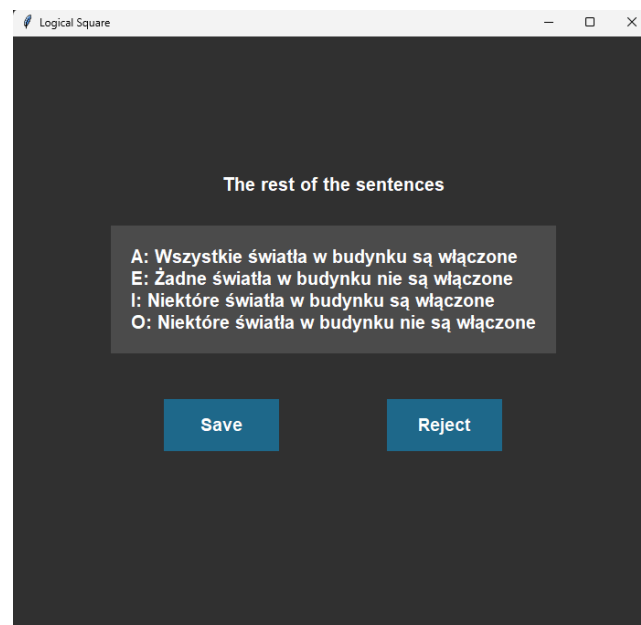 Logical Square
The rest of the sentences
A: Wszystkie światła w budynku są włączone
E: Żadne światła w budynku nie są włączone
I: Niektóre światła w budynku są włączone
O: Niektóre światła w budynku nie są włączone
Save
Reject